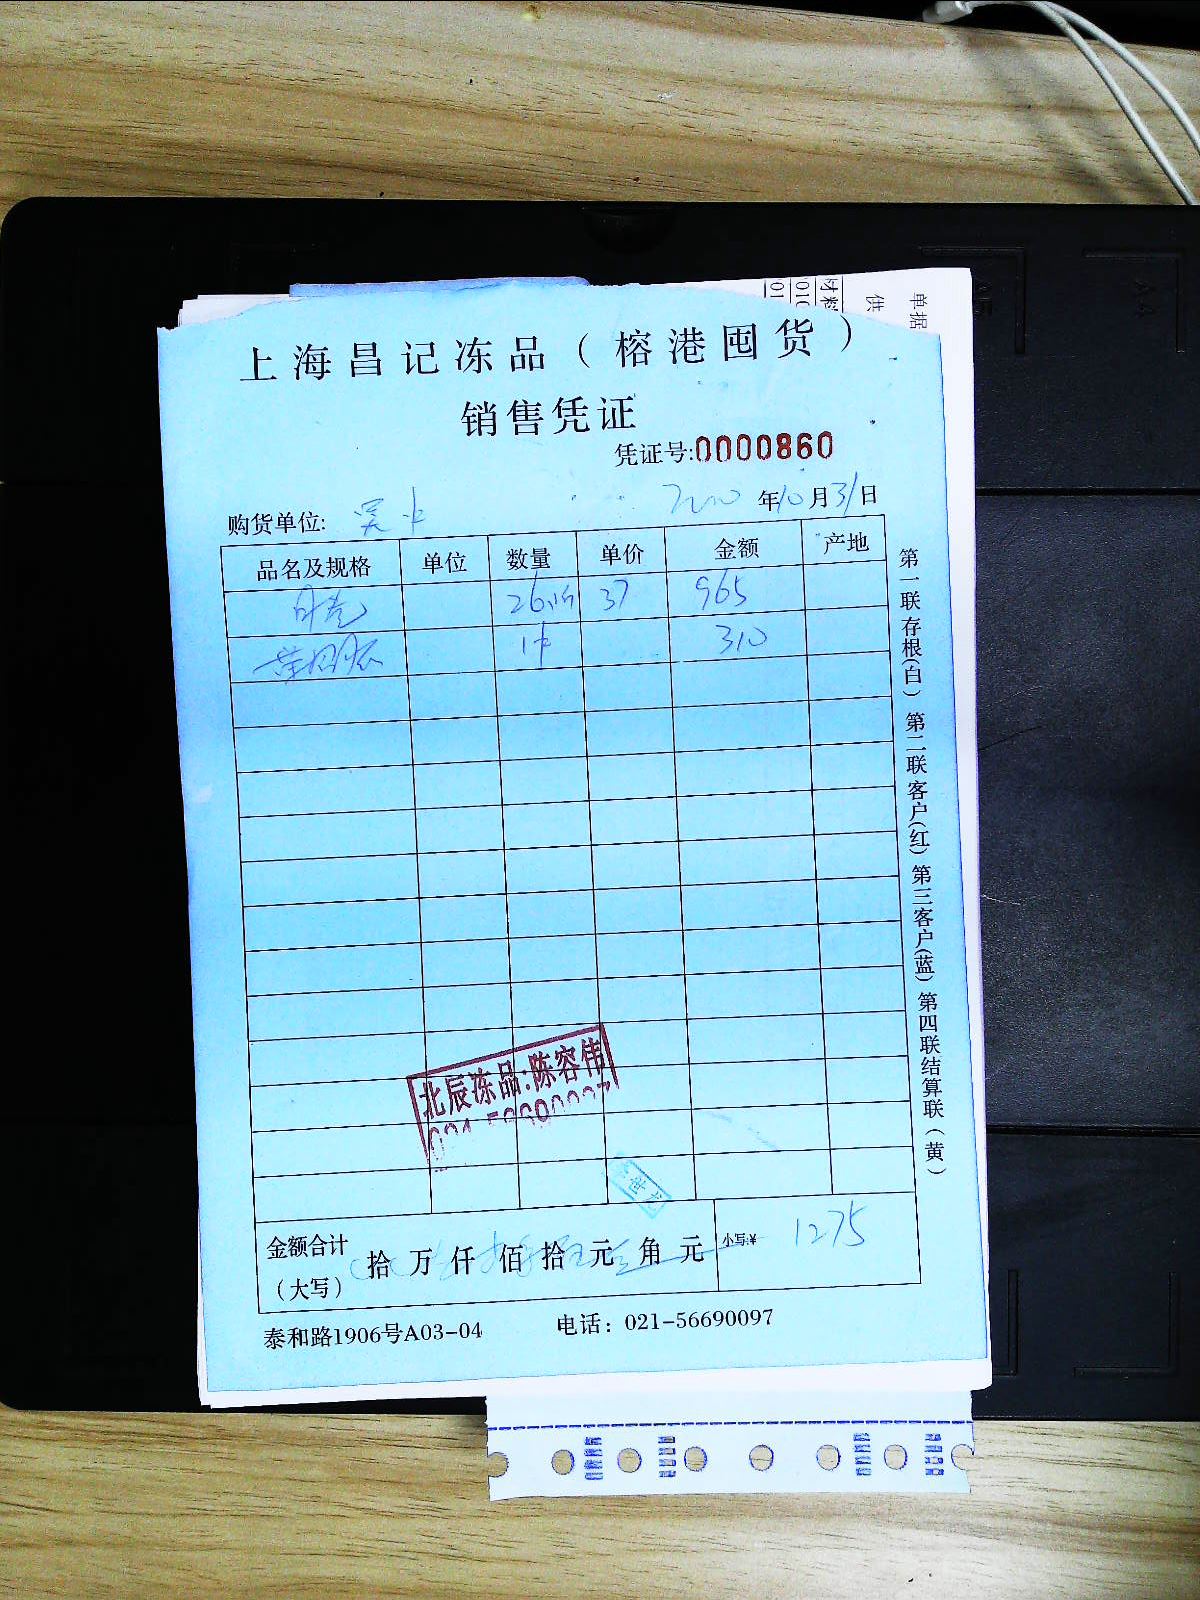 单据
供
材料
上海昌记冻品（榕港囤货）
销售凭证
凭证号:0000860
购货单位: 年10月31日
品名及规格 单位 数量 单价 金额 产地
37 965
310
第一联存根(白) 第二联客户(红) 第三客户(蓝) 第四联结算联(黄)
北辰冻品:陈容伟
金额合计（大写） 拾 万 仟 佰 拾 元 角 元 小写:¥ 1275
泰和路1906号A03-04 电话：021-56690097